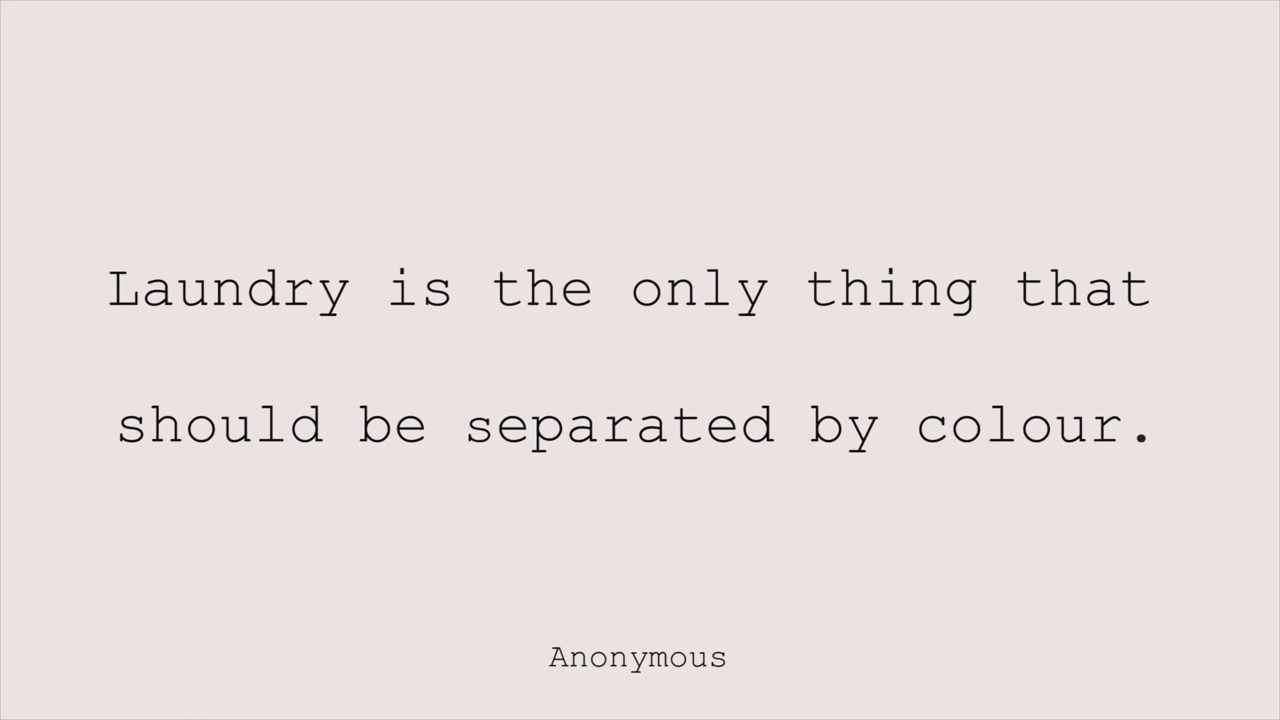 Laundry is the only thing that
should be separated by colour.
Anonymous